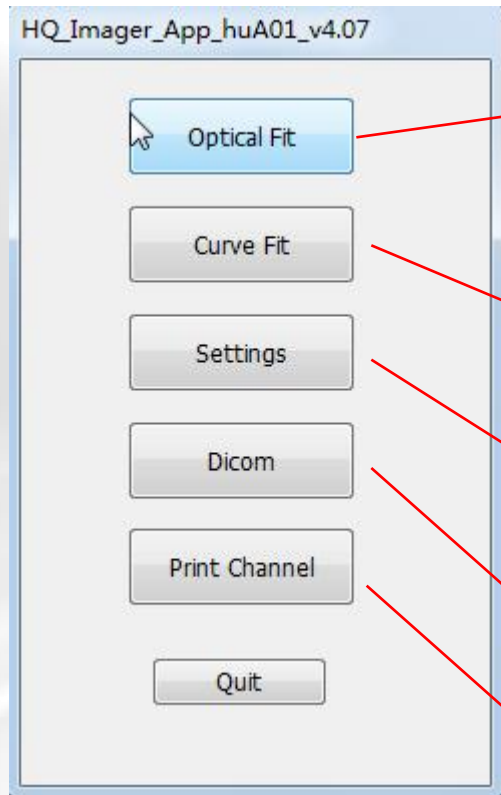 HQ_Imager_App_huA01_v4.07
Optical Fit
Curve Fit
Settings
Dicom
Print Channel
Quit